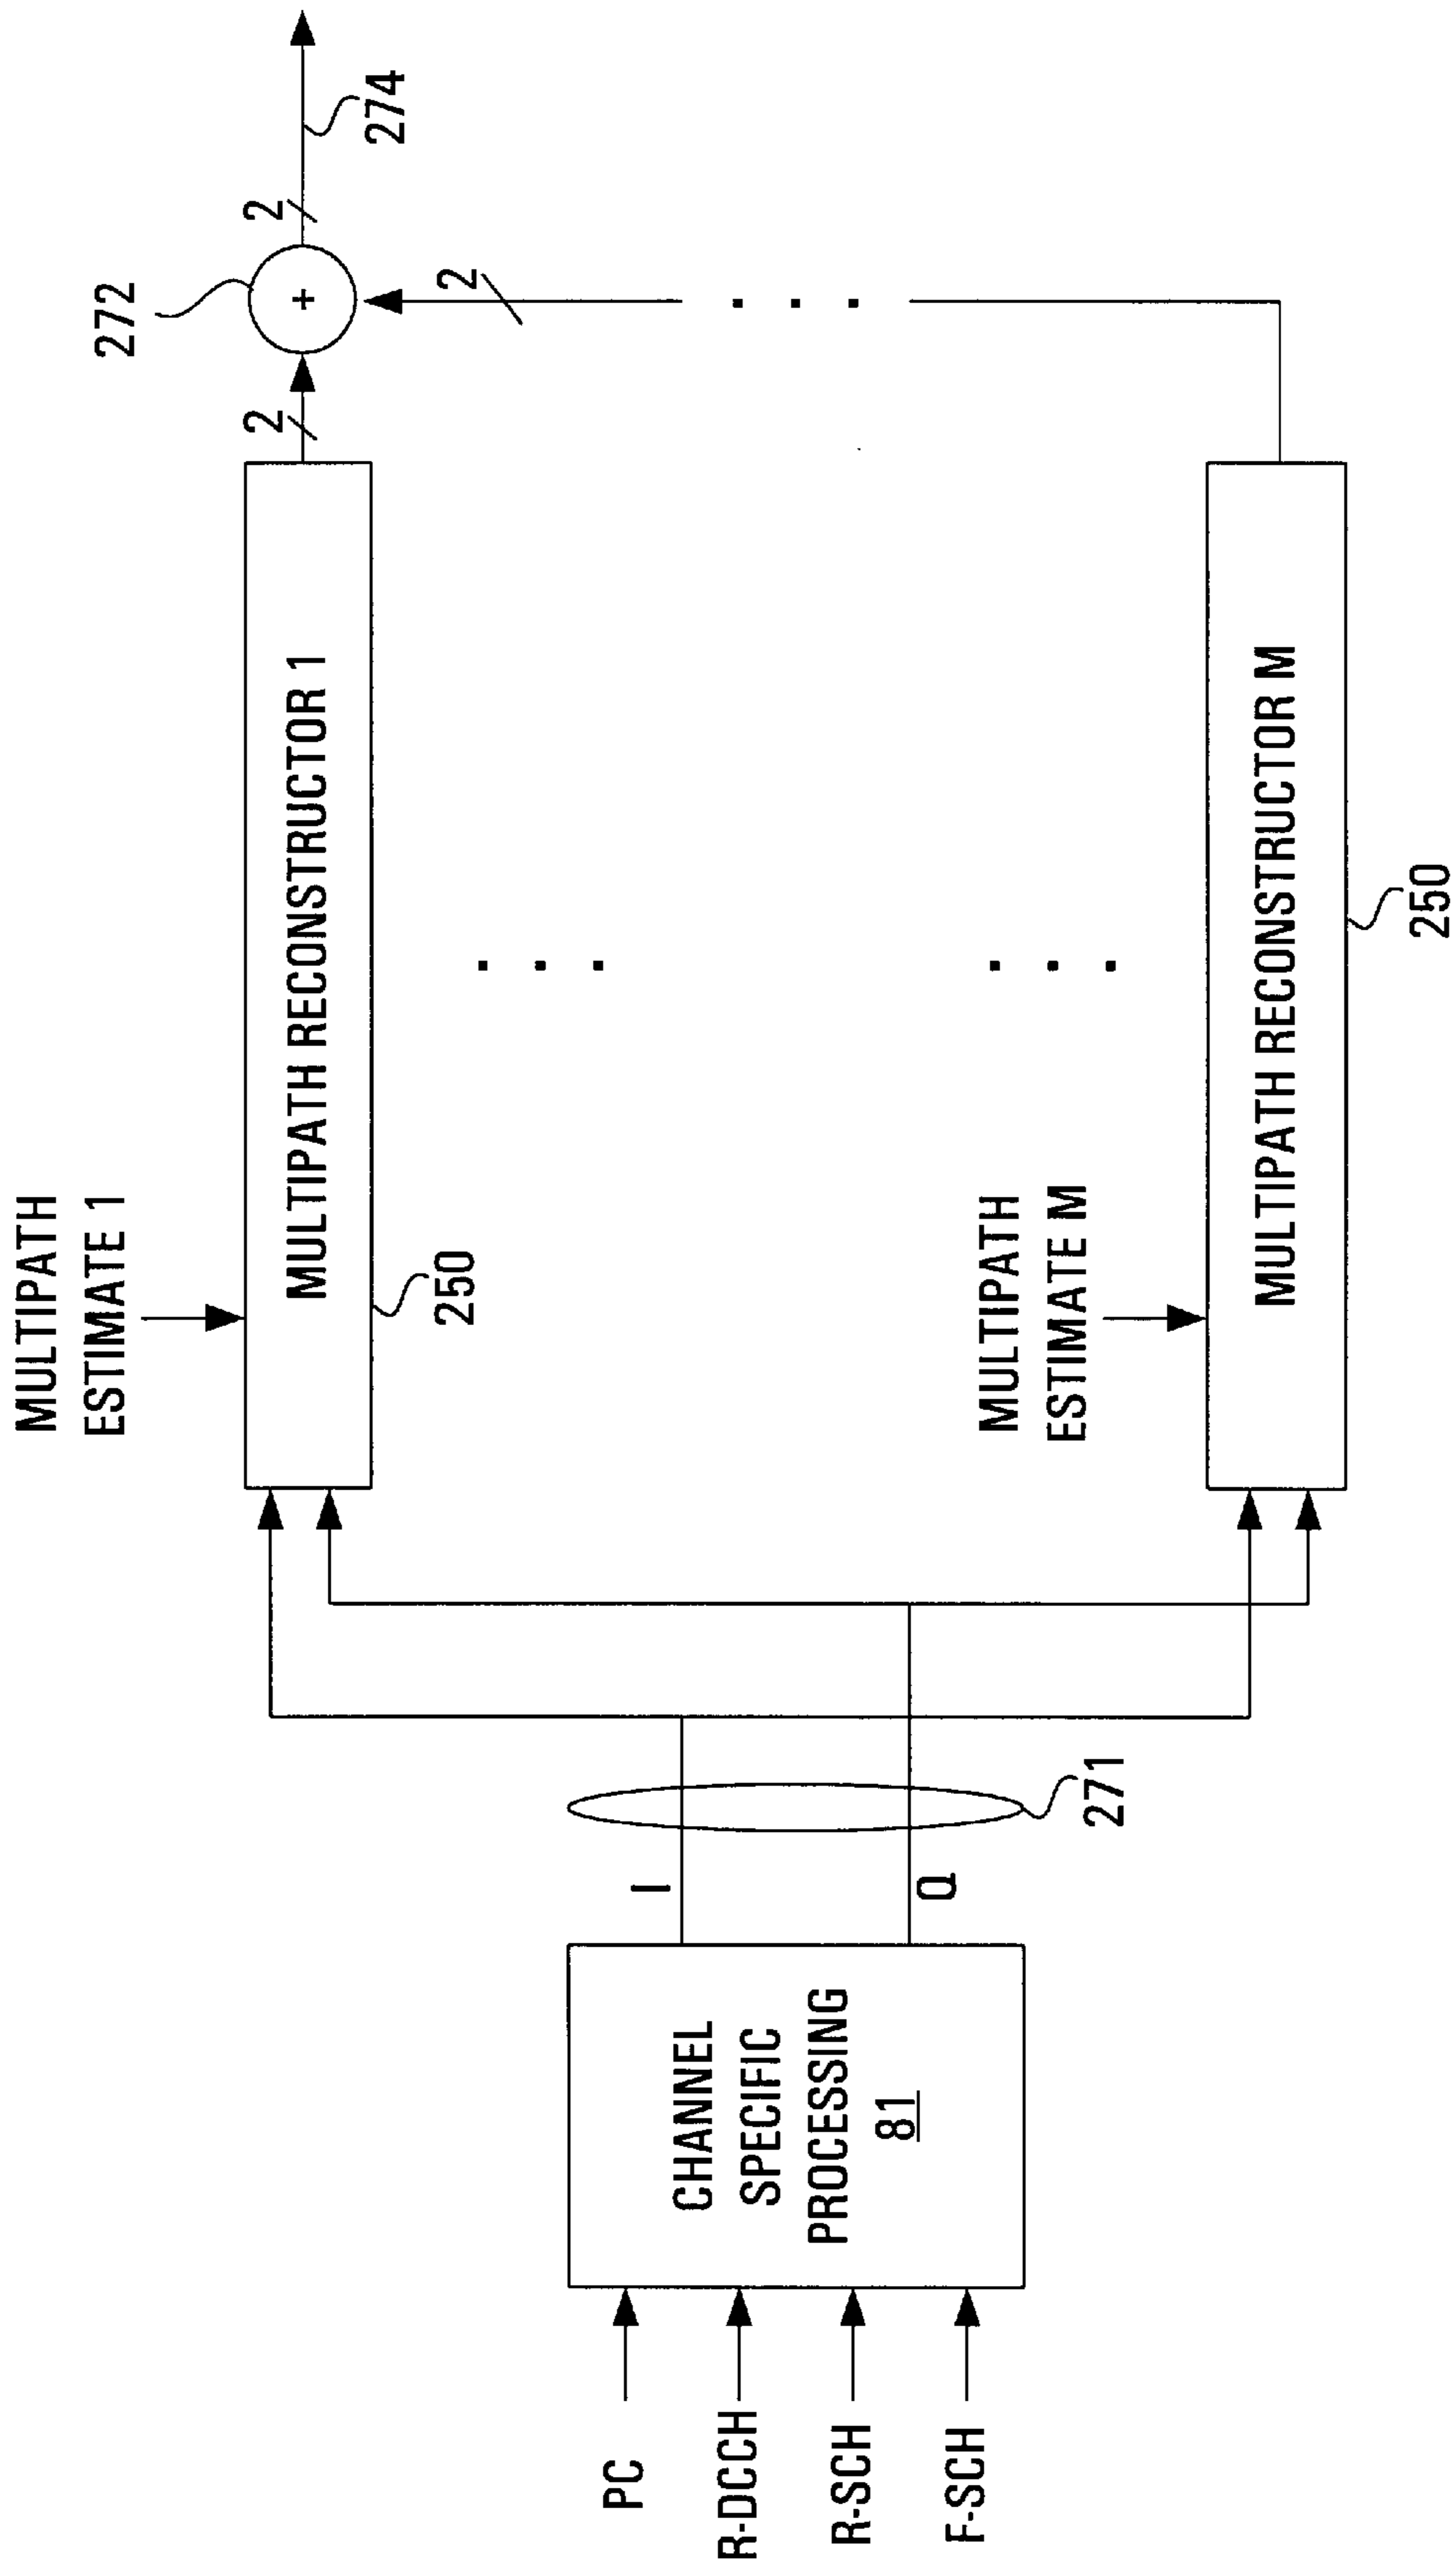 PC
R-DCCH
R-SCH
F-SCH
CHANNEL
SPECIFIC
PROCESSING
81
I
Q
271
MULTIPATH
ESTIMATE 1
MULTIPATH RECONSTRUCTOR 1
250
MULTIPATH
ESTIMATE M
MULTIPATH RECONSTRUCTOR M
250
2
272
+
2
2
274